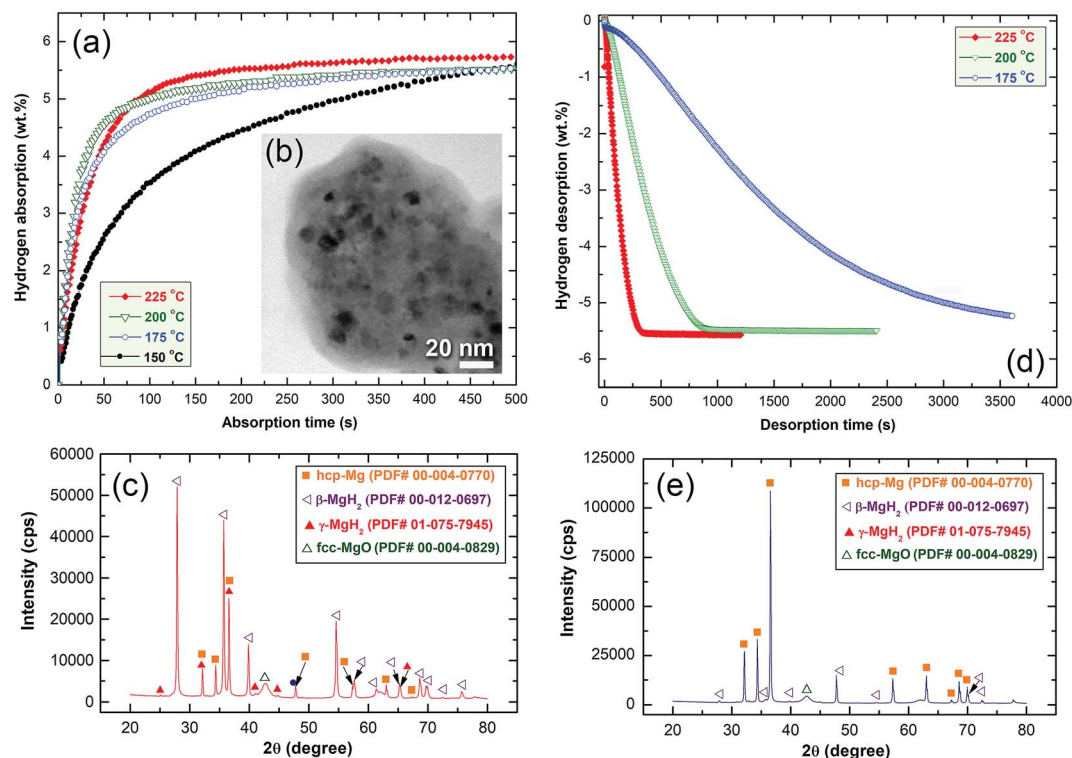 (a)
Hydrogen absorption (wt.%)
6
5
4
3
2
1
0
225 °C
200 °C
175 °C
150 °C
(b)
20 nm
0 50 100 150 200 250 300 350 400 450 500
Absorption time (s)
Hydrogen desorption (wt.%)
0
-1
-2
-3
-4
-5
-6
225 °C
200 °C
175 °C
(d)
0 500 1000 1500 2000 2500 3000 3500 4000
Desorption time (s)
(c)
Intensity (cps)
60000
50000
40000
30000
20000
10000
0
hcp-Mg (PDF# 00-004-0770)
β-MgH₂ (PDF# 00-012-0697)
γ-MgH₂ (PDF# 01-075-7945)
fcc-MgO (PDF# 00-004-0829)
20 30 40 50 60 70 80
2θ (degree)
(e)
Intensity (cps)
125000
100000
75000
50000
25000
0
hcp-Mg (PDF# 00-004-0770)
β-MgH₂ (PDF# 00-012-0697)
γ-MgH₂ (PDF# 01-075-7945)
fcc-MgO (PDF# 00-004-0829)
20 30 40 50 60 70 80
2θ (degree)